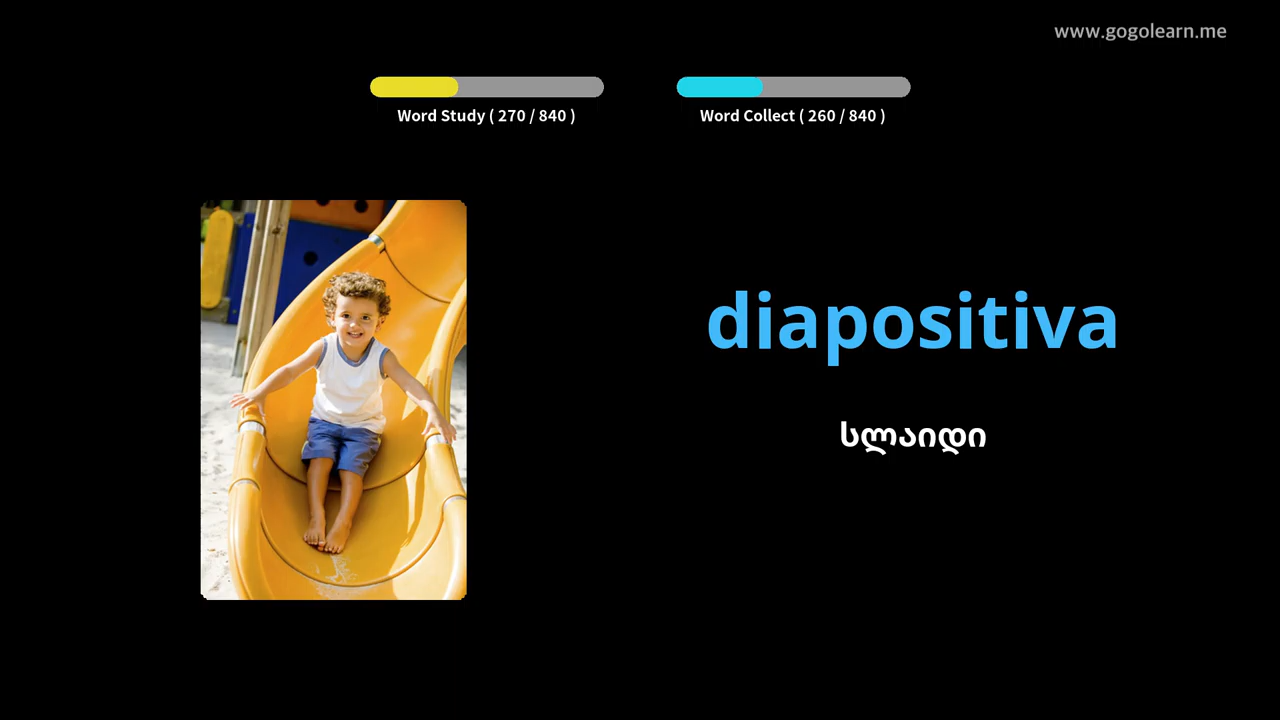 www.gogolearn.me
Word Study ( 270 / 840 )
Word Collect ( 260 / 840 )
diapositiva
სლაიდი